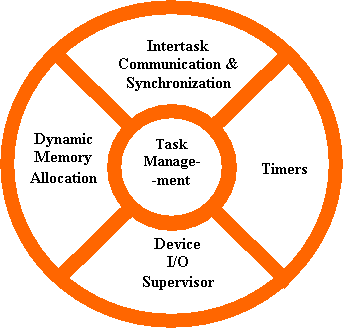 Intertask
Communication &
Synchronization
Dynamic
Memory
Allocation
Task
Manage-
-ment
Timers
Device
I/O
Supervisor